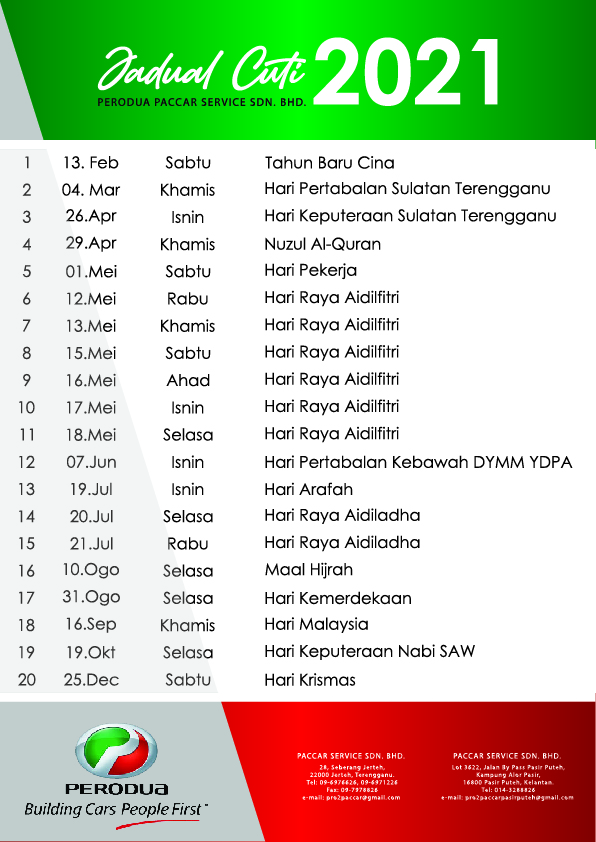 Jadual Cuti 2021
PERODUA PACCAR SERVICE SDN. BHD.
1 13. Feb Sabtu Tahun Baru Cina
2 04. Mar Khamis Hari Pertabalan Sulatan Terengganu
3 26.Apr Isnin Hari Keputeraan Sulatan Terengganu
4 29.Apr Khamis Nuzul Al-Quran
5 01.Mei Sabtu Hari Pekerja
6 12.Mei Rabu Hari Raya Aidilfitri
7 13.Mei Khamis Hari Raya Aidilfitri
8 15.Mei Sabtu Hari Raya Aidilfitri
9 16.Mei Ahad Hari Raya Aidilfitri
10 17.Mei Isnin Hari Raya Aidilfitri
11 18.Mei Selasa Hari Raya Aidilfitri
12 07.Jun Isnin Hari Pertabalan Kebawah DYMM YDPA
13 19.Jul Isnin Hari Arafah
14 20.Jul Selasa Hari Raya Aidiladha
15 21.Jul Rabu Hari Raya Aidiladha
16 10.Ogo Selasa Maal Hijrah
17 31.Ogo Selasa Hari Kemerdekaan
18 16.Sep Khamis Hari Malaysia
19 19.Okt Selasa Hari Keputeraan Nabi SAW
20 25.Dec Sabtu Hari Krismas
PERODUA
Building Cars People First™
PACCAR SERVICE SDN. BHD.
28, Seberang Jerteh,
22000 Jerteh, Terengganu.
Tel: 09-6976626, 09-6971226
Fax: 09-7978826
e-mail: pro2paccar@gmail.com
PACCAR SERVICE SDN. BHD.
Lot 3622, Jalan By Pass Pasir Puteh,
Kampung Alor Pasir,
16800 Pasir Puteh, Kelantan.
Tel: 014-3288826
e-mail: pro2paccarpasirputeh@gmail.com